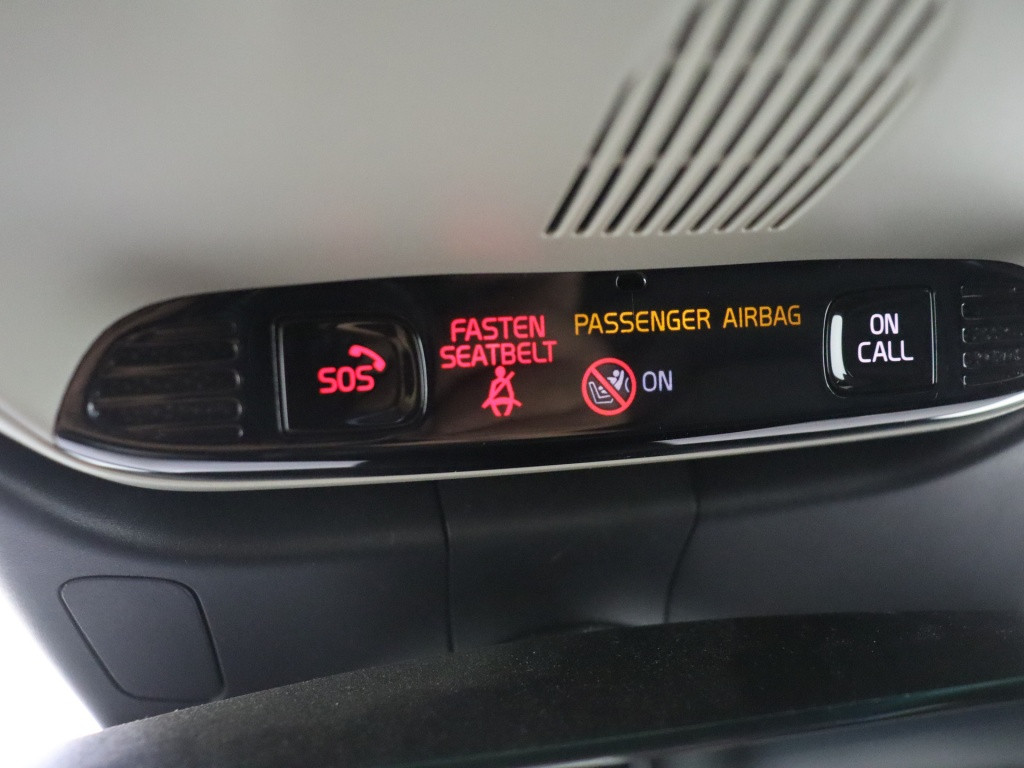 SOS
FASTEN
SEATBELT
PASSENGER AIRBAG
ON
ON
CALL